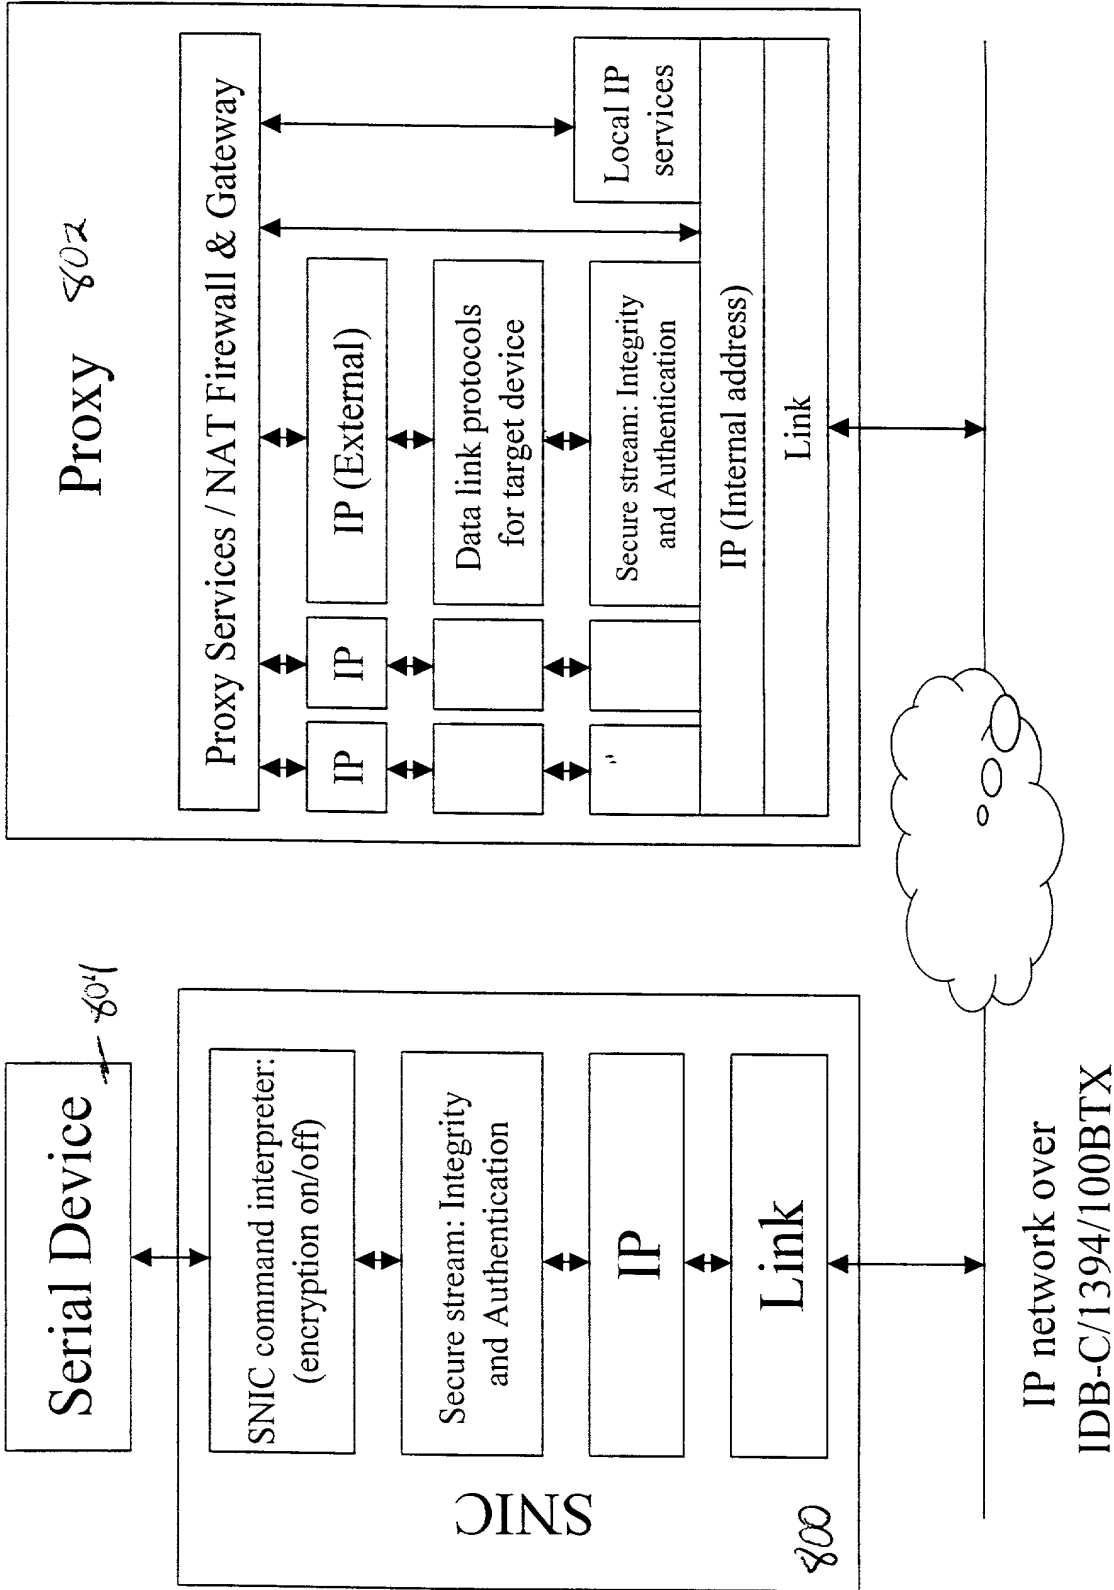 Serial Device
804
SNIC
800
SNIC command interpreter:
(encryption on/off)
Secure stream: Integrity
and Authentication
IP
Link
IP network over
IDB-C/1394/100BTX
Proxy 802
Proxy Services / NAT Firewall & Gateway
IP
IP
IP (External)
Data link protocols
for target device
Secure stream: Integrity
and Authentication
Local IP
services
IP (Internal address)
Link